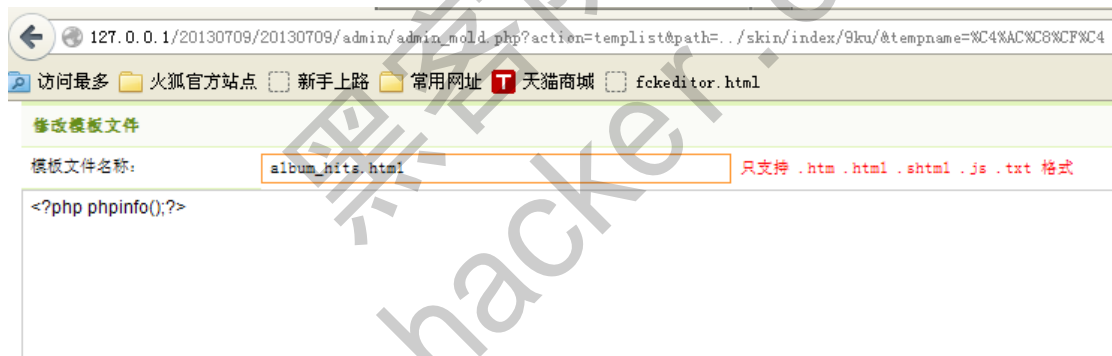 127.0.0.1/20130709/20130709/admin/admin_mold.php?action=templist&path=../skin/index/9ku/&tempname=%C4%AC%C8%CF%C4
访问最多 火狐官方站点 新手上路 常用网址 T 天猫商城 fckeditor.html
修改模板文件
模板文件名称: album_hits.html 只支持 .htm .html .shtml .js .txt 格式
<?php phpinfo();?>
黑客
hacker.